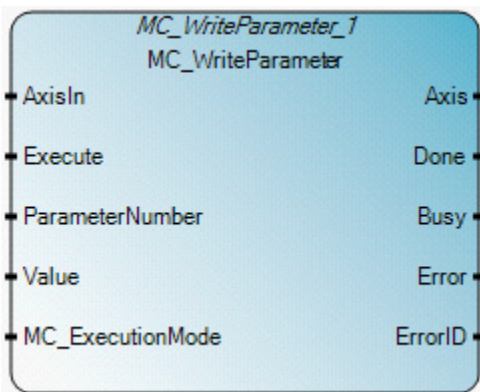 MC_WriteParameter_1
MC_WriteParameter
AxisIn Axis
Execute Done
ParameterNumber Busy
Value Error
MC_ExecutionMode ErrorID